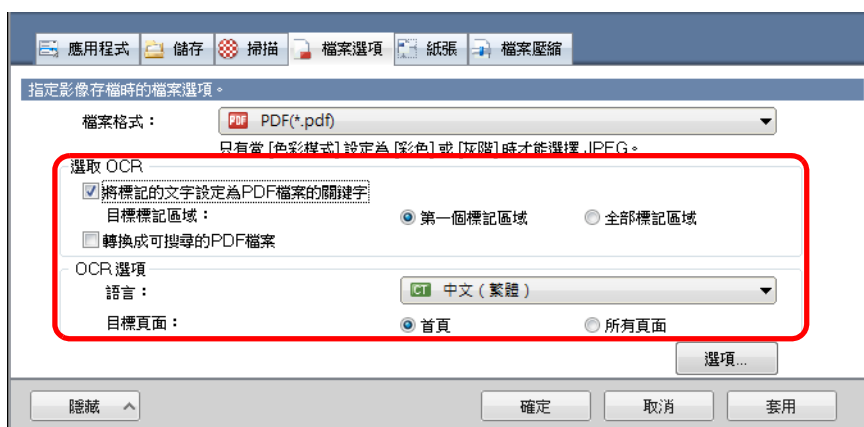 應用程式 儲存 掃描 檔案選項 紙張 檔案壓縮
指定影像存檔時的檔案選項。
檔案格式： PDF PDF(*.pdf)
只有當 [色彩模式] 設定為 [彩色] 或 [灰階] 時才能選擇 JPEG。
選取 OCR
將標記的文字設定為PDF檔案的關鍵字
目標標記區域： 第一個標記區域 全部標記區域
轉換成可搜尋的PDF檔案
OCR 選項
語言： CT 中文（繁體）
目標頁面： 首頁 所有頁面
選項...
隱藏 確定 取消 套用